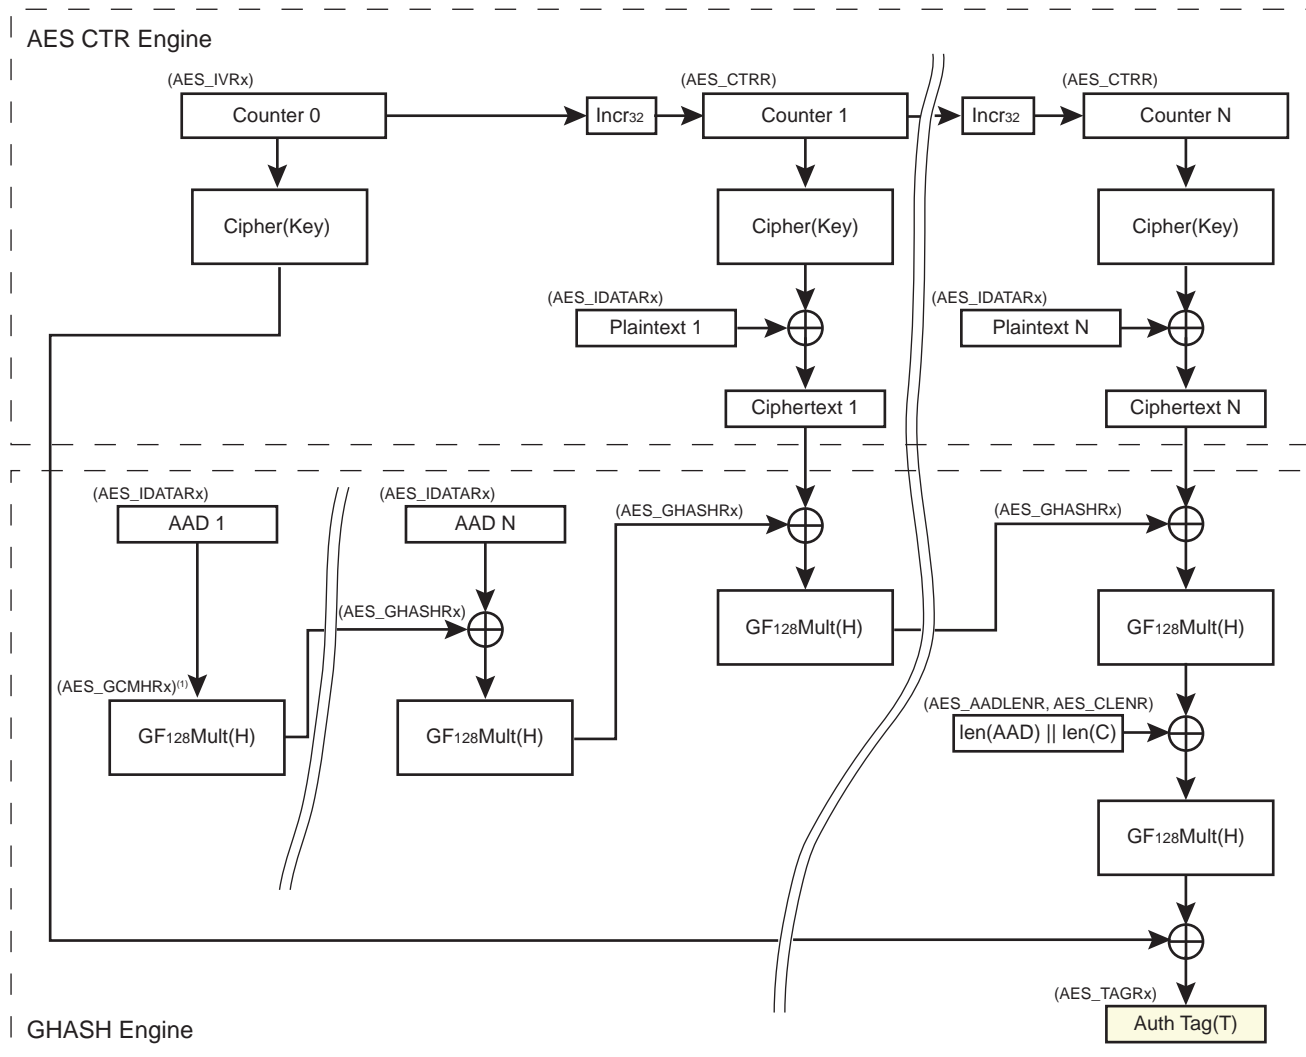 AES CTR Engine
(AES_IVRx)
(AES_CTRR)
(AES_CTRR)
Counter 0
Incr32
Counter 1
Incr32
Counter N
Cipher(Key)
Cipher(Key)
Cipher(Key)
(AES_IDATARx)
(AES_IDATARx)
Plaintext 1
Plaintext N
Ciphertext 1
Ciphertext N
(AES_IDATARx)
(AES_IDATARx)
AAD 1
AAD N
(AES_GHASHRx)
(AES_GHASHRx)
(AES_GHASHRx)
GF128Mult(H)
GF128Mult(H)
(AES_GCMHRx)(1)
GF128Mult(H)
GF128Mult(H)
(AES_AADLENR, AES_CLENR)
len(AAD) || len(C)
GF128Mult(H)
(AES_TAGRx)
Auth Tag(T)
GHASH Engine